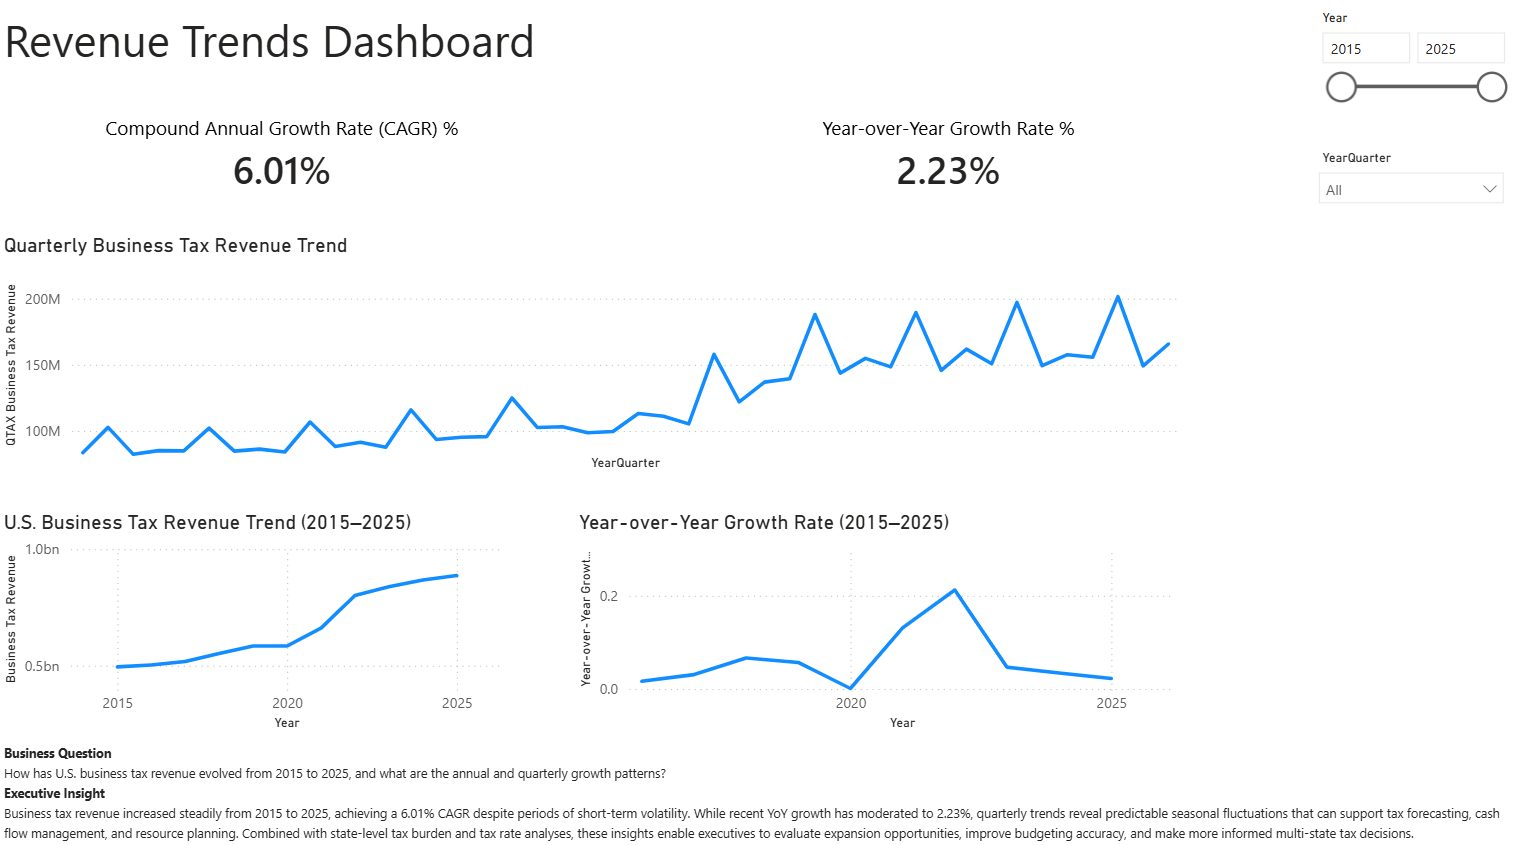 Revenue Trends Dashboard
Year
2015 2025
Compound Annual Growth Rate (CAGR) %
6.01%
Year-over-Year Growth Rate %
2.23%
YearQuarter
All
Quarterly Business Tax Revenue Trend
QTAX Business Tax Revenue
200M
150M
100M
YearQuarter
U.S. Business Tax Revenue Trend (2015–2025)
Business Tax Revenue
1.0bn
0.5bn
2015 2020 2025
Year
Year-over-Year Growth Rate (2015–2025)
Year-over-Year Growt...
0.2
0.0
2020 2025
Year
Business Question
How has U.S. business tax revenue evolved from 2015 to 2025, and what are the annual and quarterly growth patterns?
Executive Insight
Business tax revenue increased steadily from 2015 to 2025, achieving a 6.01% CAGR despite periods of short-term volatility. While recent YoY growth has moderated to 2.23%, quarterly trends reveal predictable seasonal fluctuations that can support tax forecasting, cash
flow management, and resource planning. Combined with state-level tax burden and tax rate analyses, these insights enable executives to evaluate expansion opportunities, improve budgeting accuracy, and make more informed multi-state tax decisions.